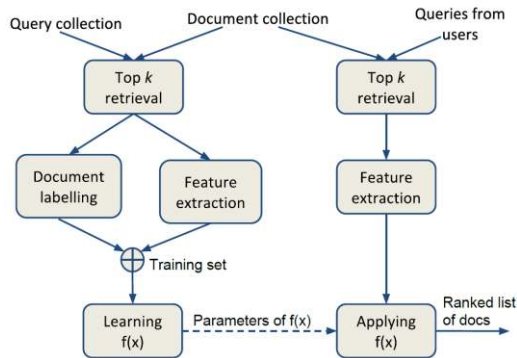 Query collection
Document collection
Queries from
users
Top k
retrieval
Top k
retrieval
Document
labelling
Feature
extraction
Feature
extraction
Training set
Learning
f(x)
Parameters of f(x)
Applying
f(x)
Ranked list
of docs